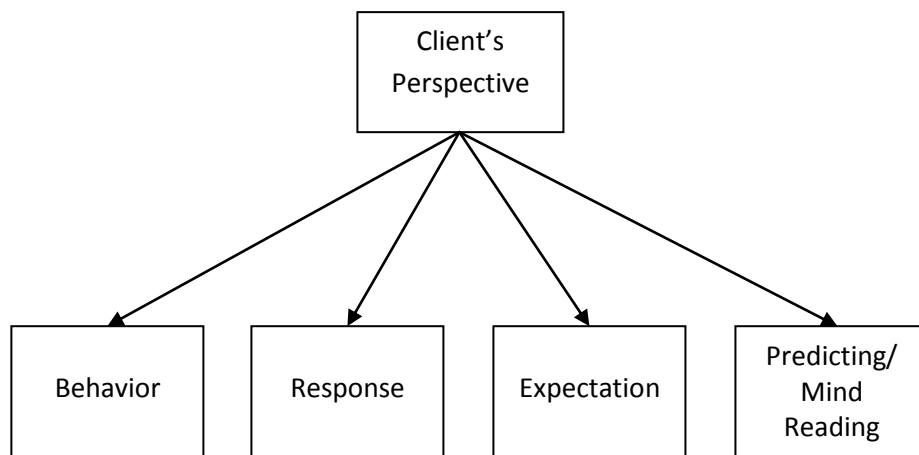 Client’s
Perspective
Behavior
Response
Expectation
Predicting/
Mind
Reading